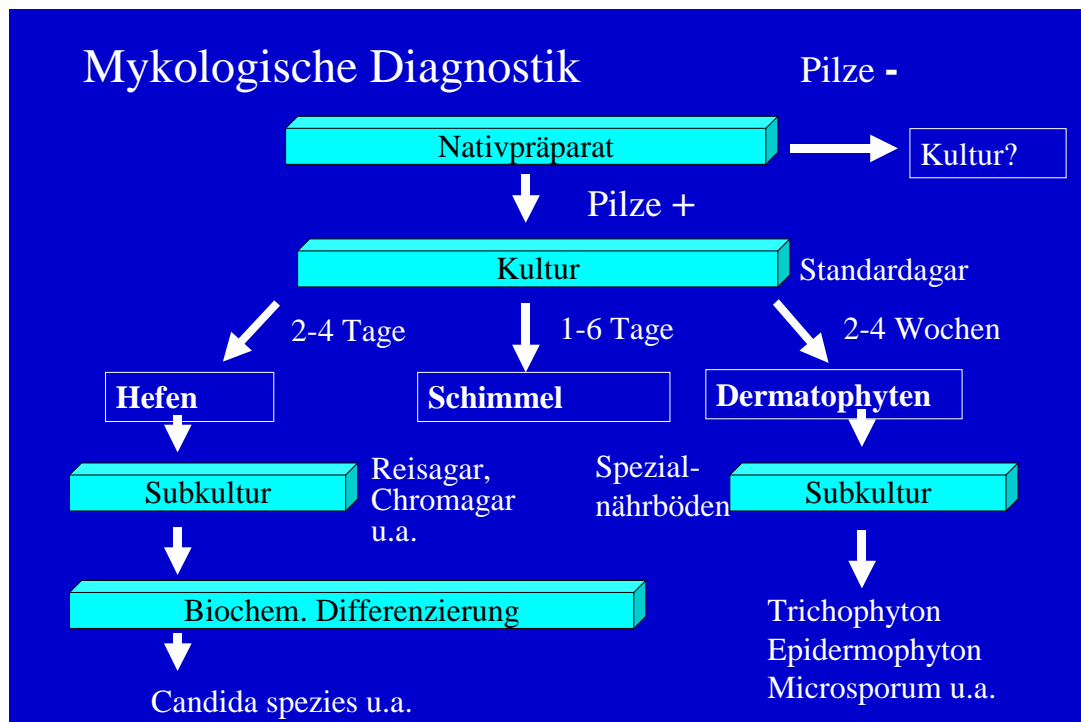 Mykologische Diagnostik
Pilze -
Nativpräparat
Kultur?
Pilze +
Kultur
Standardagar
2-4 Tage
1-6 Tage
2-4 Wochen
Hefen
Schimmel
Dermatophyten
Subkultur
Reisagar,
Chromagar
u.a.
Spezial-
nährböden
Subkultur
Biochem. Differenzierung
Trichophyton
Epidermophyton
Microsporum u.a.
Candida spezies u.a.